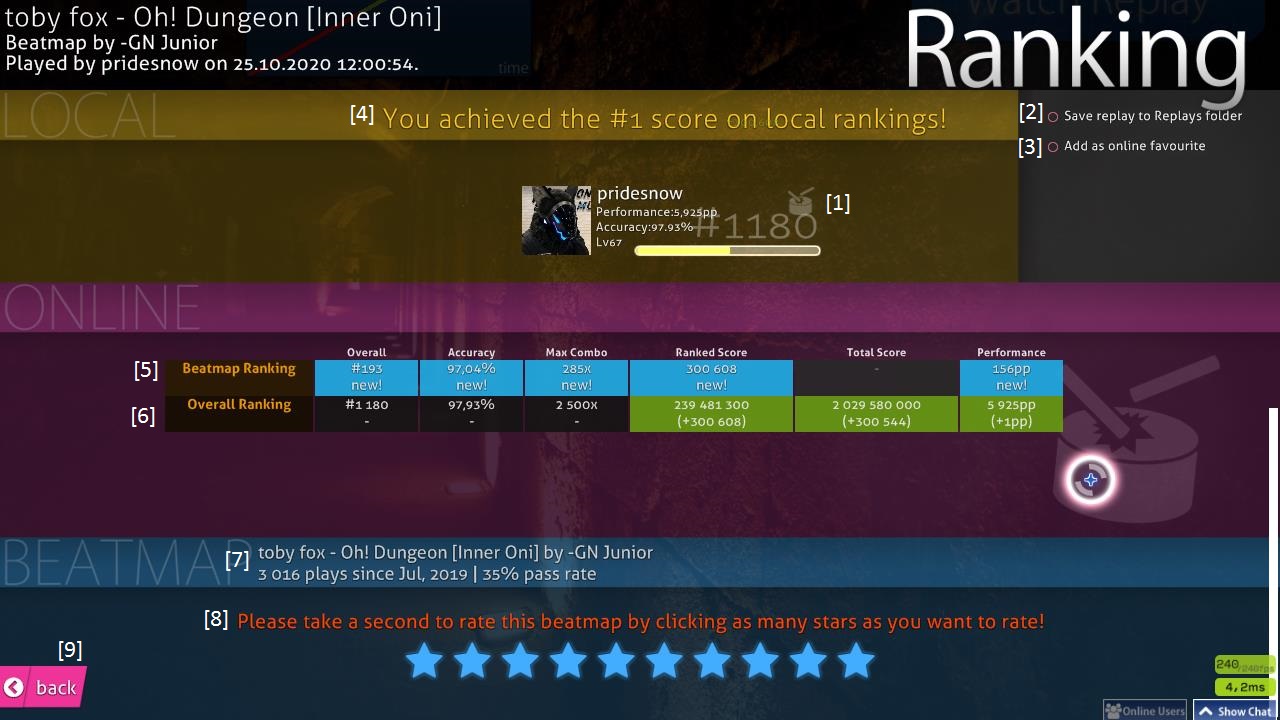 toby fox - Oh! Dungeon [Inner Oni]
Beatmap by -GN Junior
Played by pridesnow on 25.10.2020 12:00:54.
time
Watch Replay
Ranking
LOCAL
[4] You achieved the #1 score on local rankings!
[2] Save replay to Replays folder
[3] Add as online favourite
pridesnow
Performance:5,925pp
Accuracy:97.93%
Lv67
#1180
[1]
ONLINE
Overall Accuracy Max Combo Ranked Score Total Score Performance
[5] Beatmap Ranking #193 97,04% 285x 300 608 - 156pp
new! new! new! new! new!
[6] Overall Ranking #1 180 97,93% 2 500x 239 481 300 2 029 580 000 5 925pp
- - - (+300 608) (+300 544) (+1pp)
BEATMAP
[7] toby fox - Oh! Dungeon [Inner Oni] by -GN Junior
3 016 plays since Jul, 2019 | 35% pass rate
[8] Please take a second to rate this beatmap by clicking as many stars as you want to rate!
[9]
back
240 /240fps
4,2ms
Online Users
Show Chat